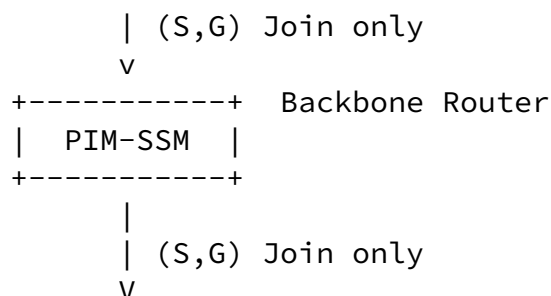 | (S,G) Join only
v
+-----------+ Backbone Router
| PIM-SSM |
+-----------+
|
| (S,G) Join only
V